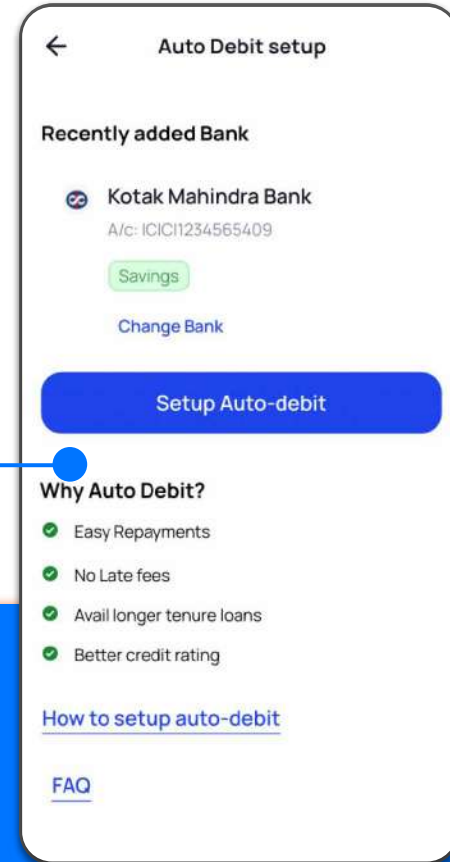 Auto Debit setup
Recently added Bank
Kotak Mahindra Bank
A/c: ICICI1234565409
Savings
Change Bank
Setup Auto-debit
Why Auto Debit?
Easy Repayments
No Late fees
Avail longer tenure loans
Better credit rating
How to setup auto-debit
FAQ